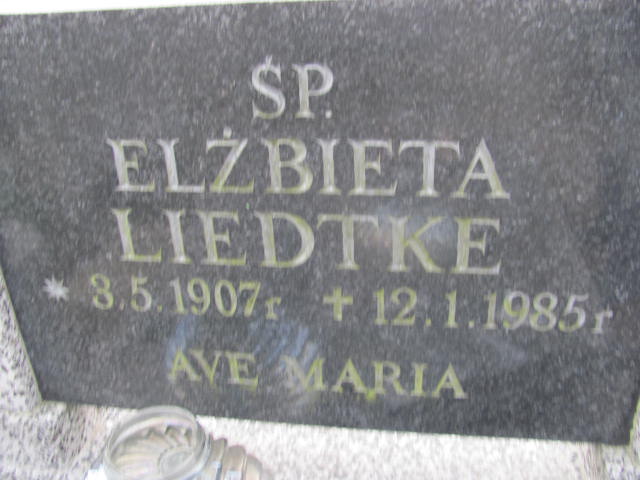 ŚP.
ELŻBIETA
LIEDTKE
* 3.5.1907r + 12.1.1985r
AVE MARIA